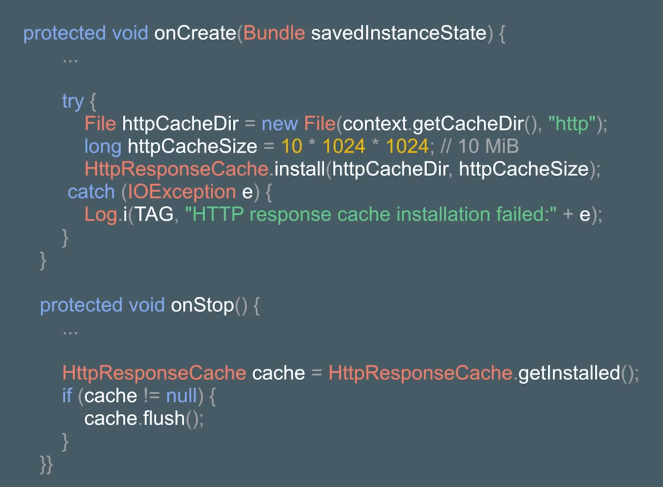 protected void onCreate(Bundle savedInstanceState) {
...
try {
File httpCacheDir = new File(context.getCacheDir(), "http");
long httpCacheSize = 10 * 1024 * 1024; // 10 MiB
HttpResponseCache.install(httpCacheDir, httpCacheSize);
catch (IOException e) {
Log.i(TAG, "HTTP response cache installation failed:" + e);
}
}
protected void onStop() {
...
HttpResponseCache cache = HttpResponseCache.getInstalled();
if (cache != null) {
cache.flush();
}
}}